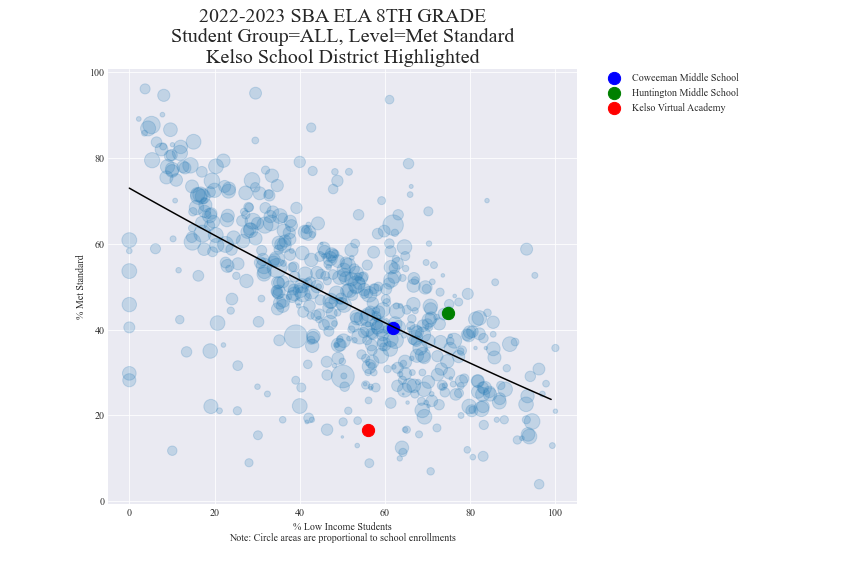 2022-2023 SBA ELA 8TH GRADE
Student Group=ALL, Level=Met Standard
Kelso School District Highlighted
100
80
60
40
20
0
% Met Standard
0 20 40 60 80 100
% Low Income Students
Note: Circle areas are proportional to school enrollments
Coweeman Middle School
Huntington Middle School
Kelso Virtual Academy